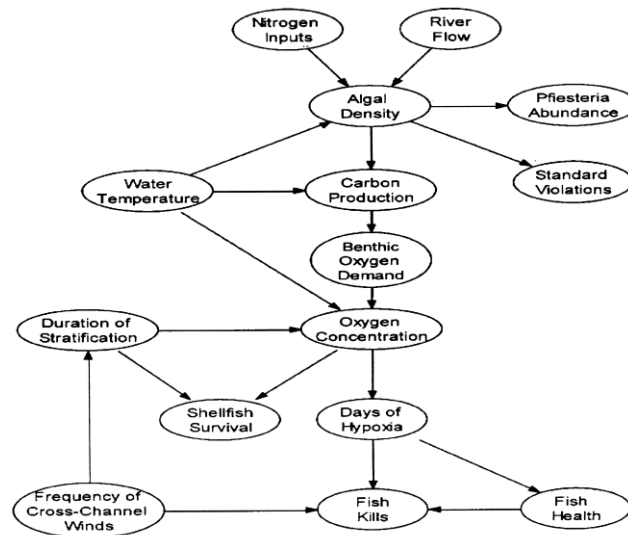 Nitrogen
Inputs
River
Flow
Algal
Density
Pfiesteria
Abundance
Standard
Violations
Water
Temperature
Carbon
Production
Benthic
Oxygen
Demand
Duration of
Stratification
Oxygen
Concentration
Shellfish
Survival
Days of
Hypoxia
Frequency of
Cross-Channel
Winds
Fish
Kills
Fish
Health